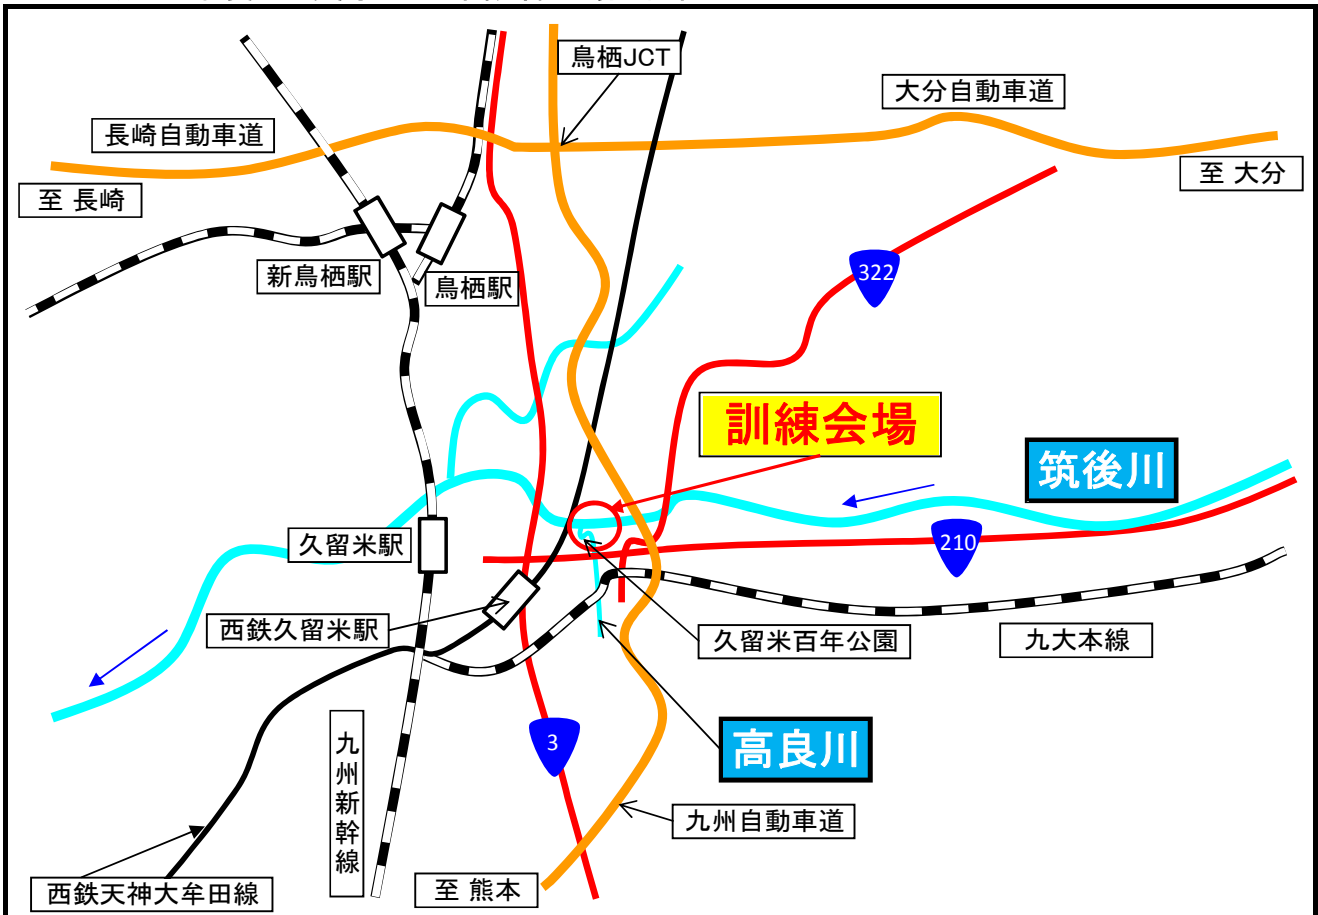 鳥栖JCT
大分自動車道
長崎自動車道
至 大分
至 長崎
新鳥栖駅
鳥栖駅
322
訓練会場
筑後川
久留米駅
210
西鉄久留米駅
久留米百年公園
九大本線
九州新幹線
3
高良川
九州自動車道
西鉄天神大牟田線
至 熊本